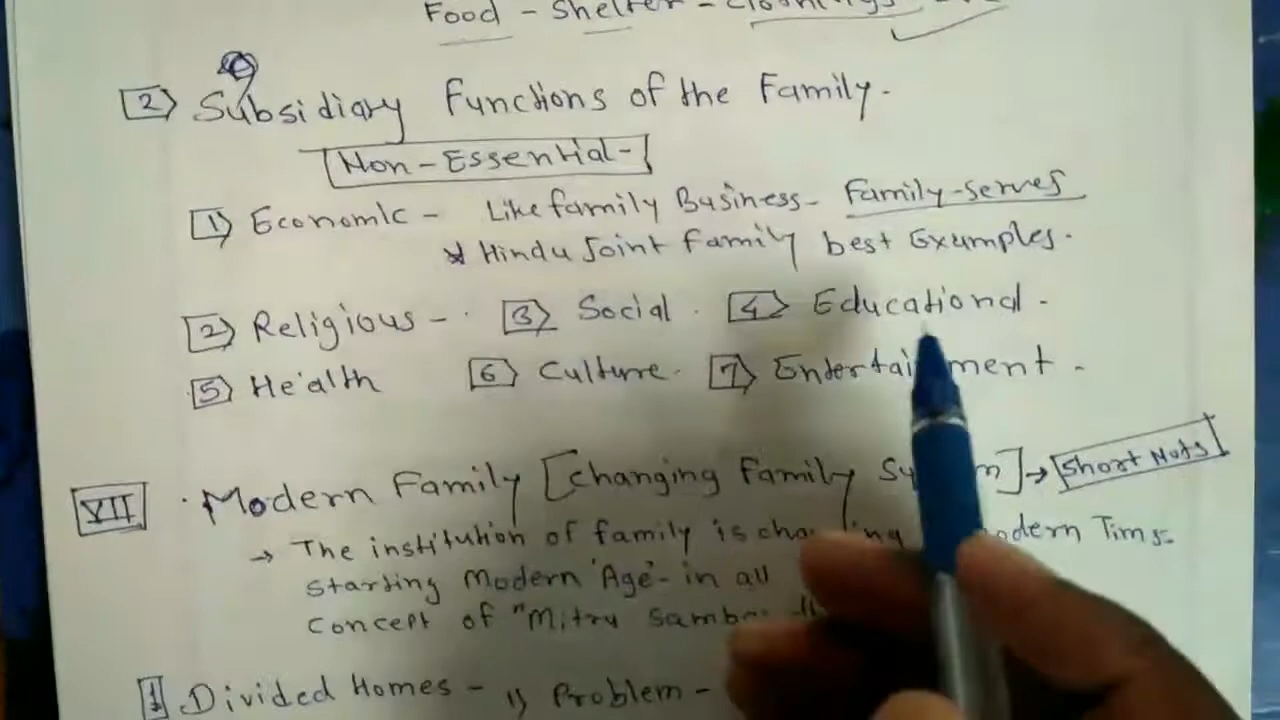 Food - Shelter -
[2] Subsidiary Functions of the Family.
Non-Essential-
1) Economic - Like family Business - Family-serves
* Hindu Joint family best Examples.
2) Religious - . 3) Social . 4) Educational -
5) Health 6) Culture. 7) Entertainment -
VII . Modern Family [changing Family → Short Nots
→ The institution of family is Tims.
starting Modern 'Age'- in all
concept of "Mitru
1 Divided Homes - 1) Problem -